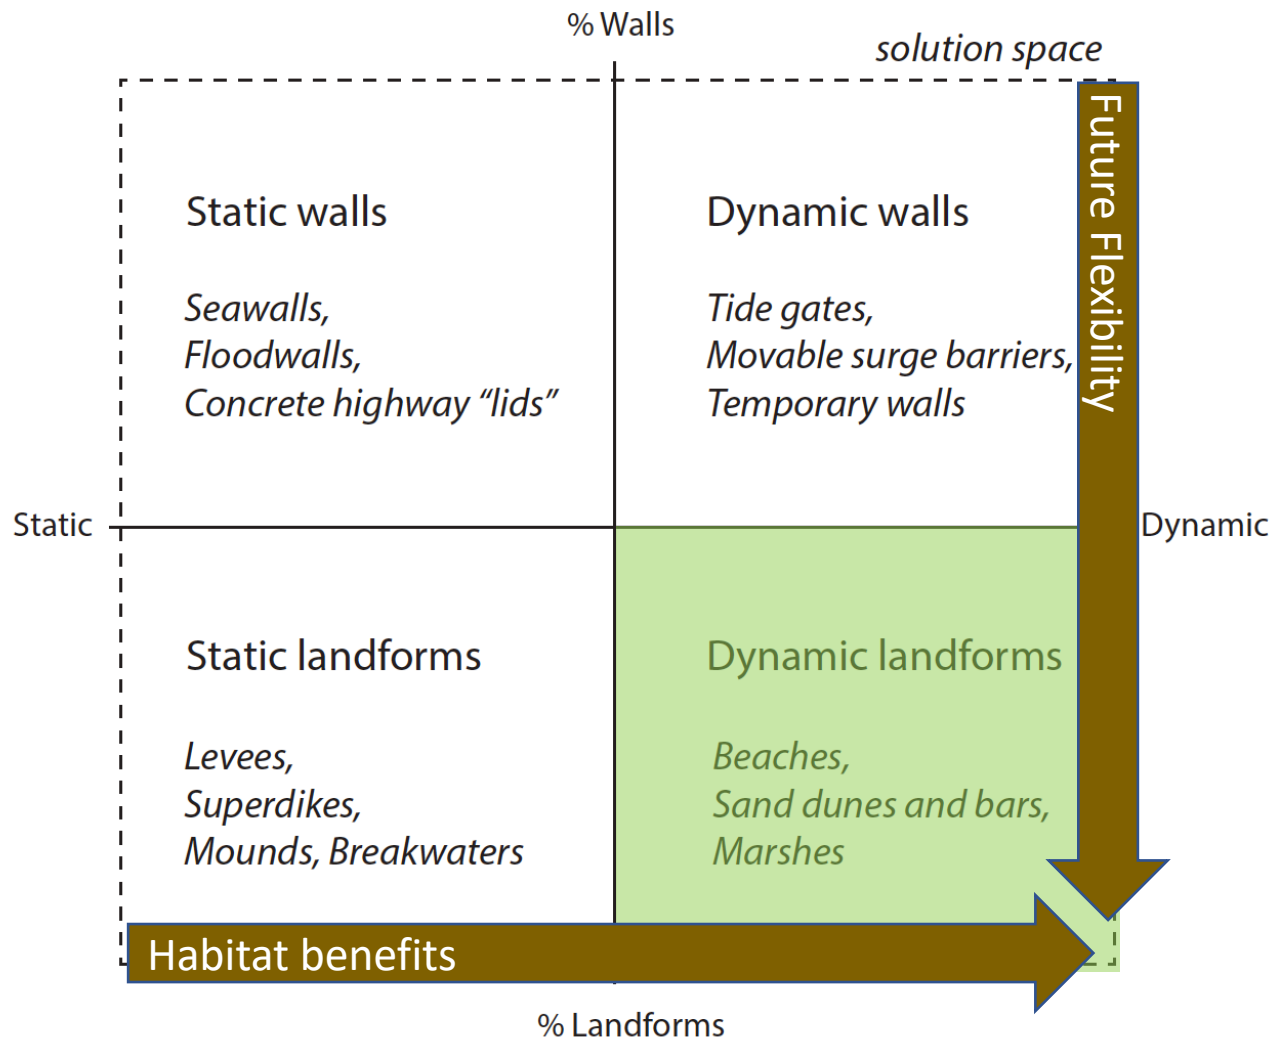 % Walls
solution space
Static walls
Seawalls,
Floodwalls,
Concrete highway “lids”
Dynamic walls
Tide gates,
Movable surge barriers,
Temporary walls
Future Flexibility
Static
Dynamic
Static landforms
Levees,
Superdikes,
Mounds, Breakwaters
Dynamic landforms
Beaches,
Sand dunes and bars,
Marshes
Habitat benefits
% Landforms